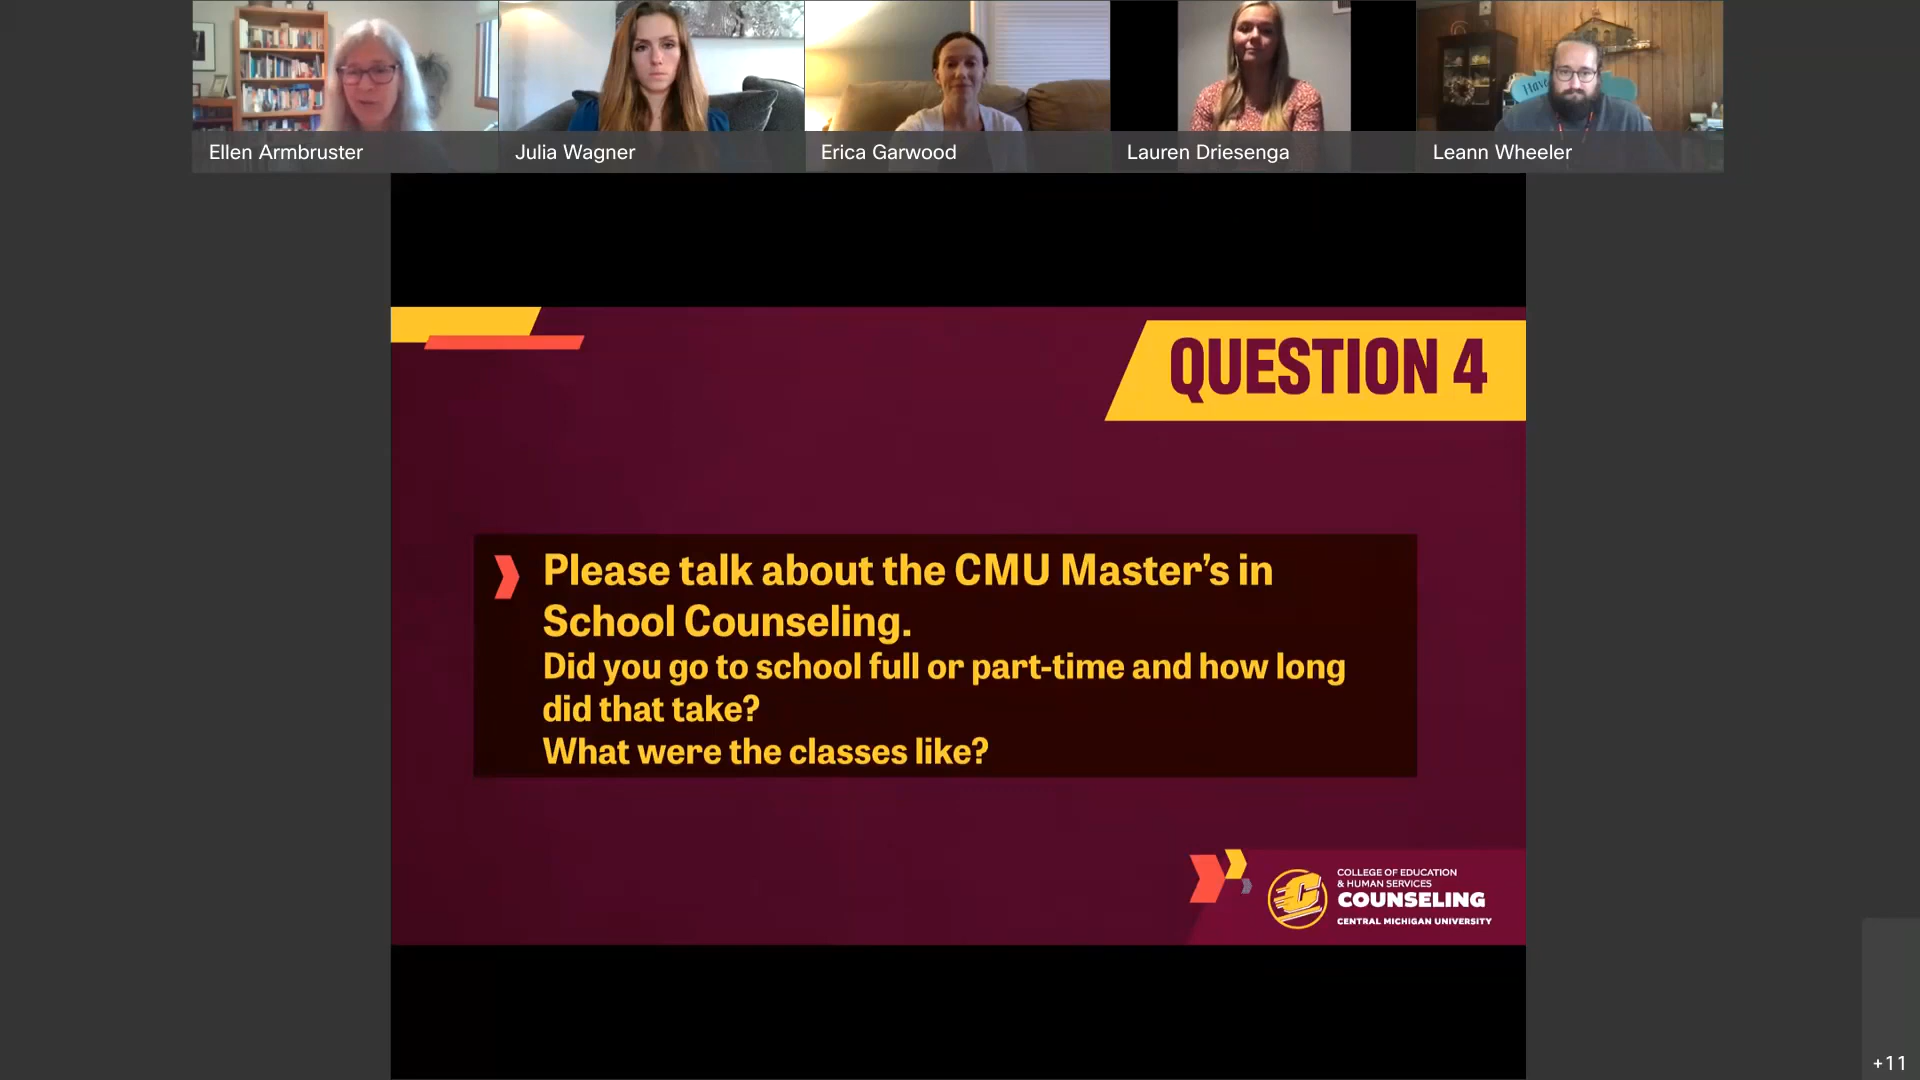 Ellen Armbruster
Julia Wagner
Erica Garwood
Lauren Driesenga
Leann Wheeler
QUESTION 4
Please talk about the CMU Master’s in
School Counseling.
Did you go to school full or part-time and how long
did that take?
What were the classes like?
C
COLLEGE OF EDUCATION
& HUMAN SERVICES
COUNSELING
CENTRAL MICHIGAN UNIVERSITY
+11